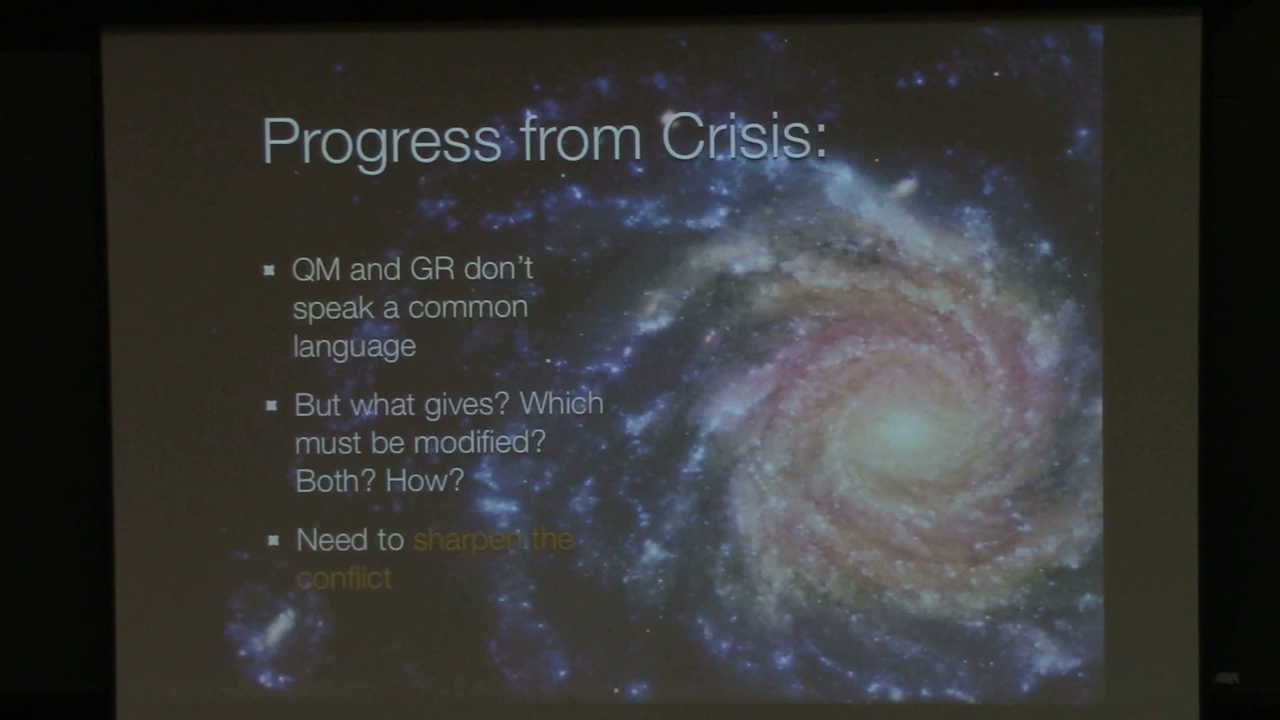 Progress from Crisis:
QM and GR don't
speak a common
language
But what gives? Which
must be modified?
Both? How?
Need to sharpen the
conflict